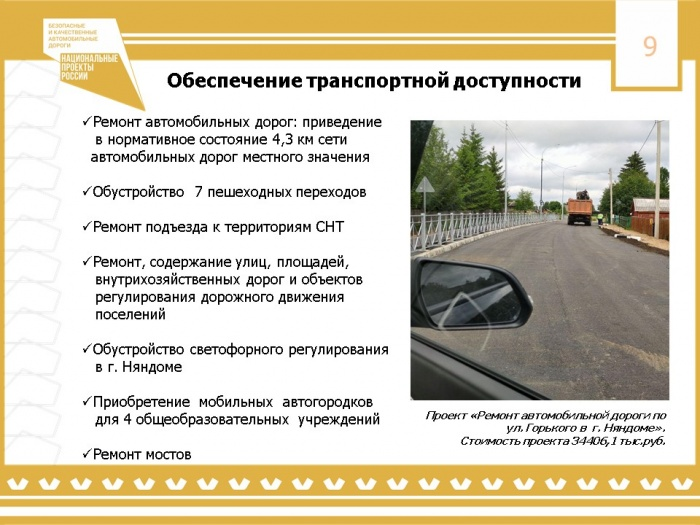 БЕЗОПАСНЫЕ
И КАЧЕСТВЕННЫЕ
АВТОМОБИЛЬНЫЕ
ДОРОГИ
НАЦИОНАЛЬНЫЕ
ПРОЕКТЫ
РОССИИ
9
Обеспечение транспортной доступности
✓Ремонт автомобильных дорог: приведение
в нормативное состояние 4,3 км сети
автомобильных дорог местного значения
✓Обустройство 7 пешеходных переходов
✓Ремонт подъезда к территориям СНТ
✓Ремонт, содержание улиц, площадей,
внутрихозяйственных дорог и объектов
регулирования дорожного движения
поселений
✓Обустройство светофорного регулирования
в г. Няндоме
✓Приобретение мобильных автогородков
для 4 общеобразовательных учреждений
✓Ремонт мостов
Проект «Ремонт автомобильной дороги по
ул. Горького в г. Няндоме».
Стоимость проекта 34406,1 тыс.руб.